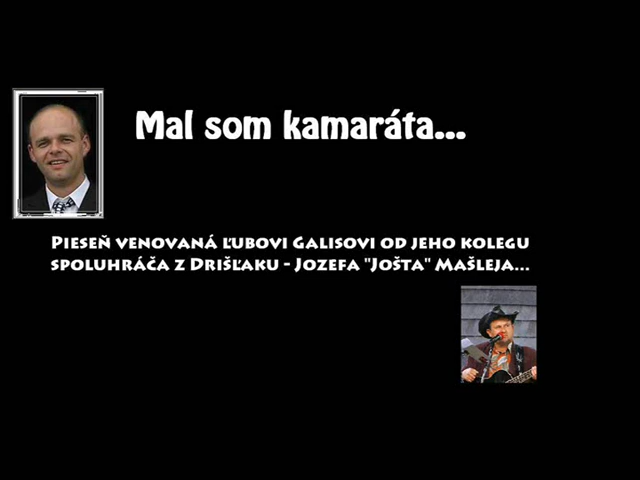 Mal som kamaráta...
Pieseň venovaná Ľubovi Galisovi od jeho kolegu
spoluhráča z Drišľaku - Jozefa "Jošta" Mašleja...